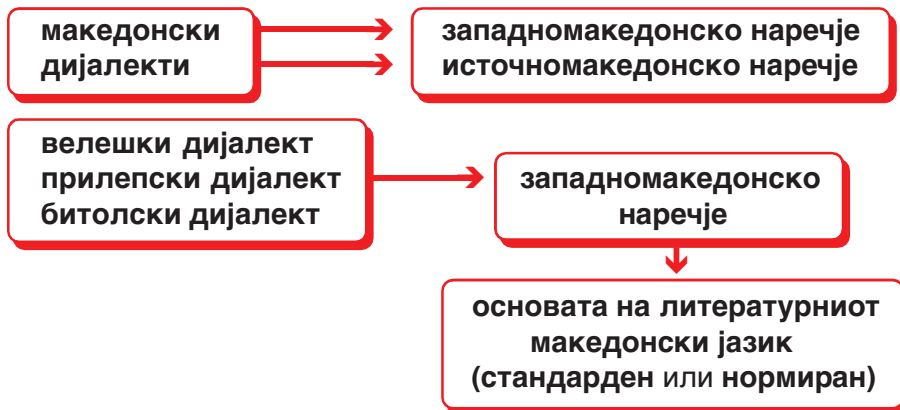 македонски
дијалекти
западномакедонско наречје
источномакедонско наречје
велешки дијалект
прилепски дијалект
битолски дијалект
западномакедонско
наречје
основата на литературниот
македонски јазик
(стандарден или нормиран)